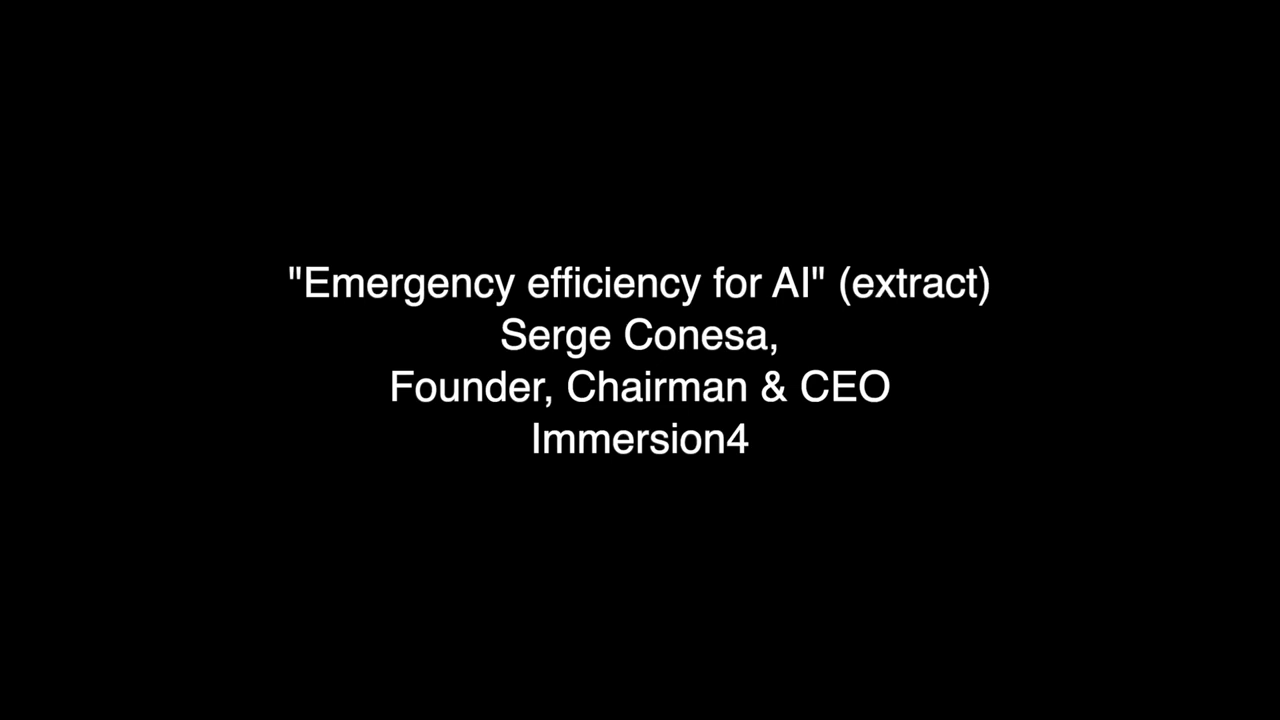 "Emergency efficiency for AI" (extract)
Serge Conesa,
Founder, Chairman & CEO
Immersion4